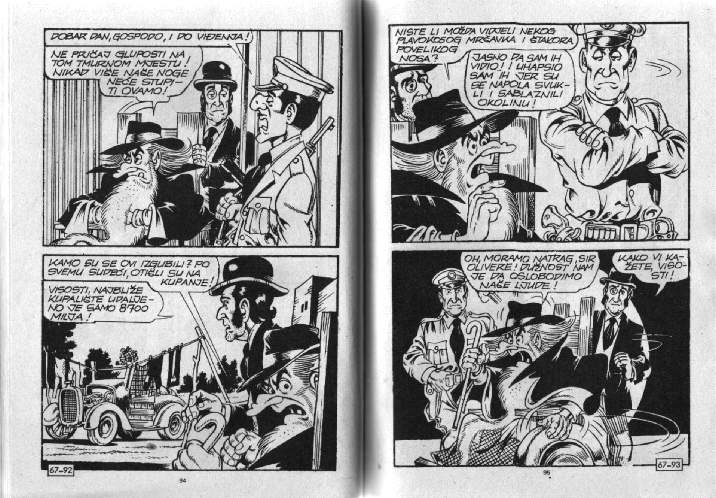 DOBAR DAN, GOSPODO, I DO VIĐENJA!
NE PRIČAJ GLUPOSTI NA
TOM TMURNOM MJESTU!
NIKAD VIŠE NAŠE NOGE
NEĆE STUPI-
TI OVAMO!
KAMO SU SE OVI IZGUBILI? PO
SVEMU SUDEĆI, OTIŠLI SU NA
KUPANJE!
VISOSTI, NAJBLIŽE
KUPALIŠTE UDALJE-
NO JE SAMO 8700
MILJA!
67-92
94
NISTE LI MOŽDA VIDJELI NEKOG
PLAVOKOSOG MRŠAVKA I ŠTAKORA
POVELIKOG
NOSA?
JASNO DA SAM IH
VIDIO! I UHAPSIO
SAM IH JER SU
SE NAPOLA SVUK-
LI I SABLAZNILI
OKOLINU!
OH, MORAMO NATRAG, SIR
OLIVERE! DUŽNOST NAM
JE DA OSLOBODIMO
NAŠE LJUDE!
KAKO VI KA-
ŽETE, VISO-
STI!
67-93
95